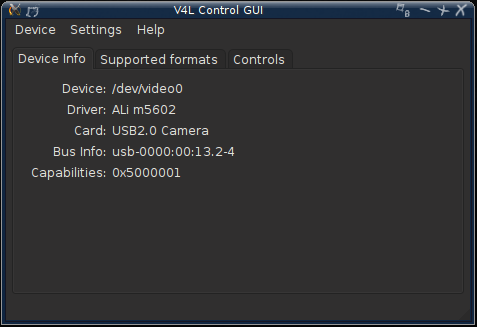 V4L Control GUI
Device Settings Help
Device Info Supported formats Controls
Device: /dev/video0
Driver: ALi m5602
Card: USB2.0 Camera
Bus Info: usb-0000:00:13.2-4
Capabilities: 0x5000001